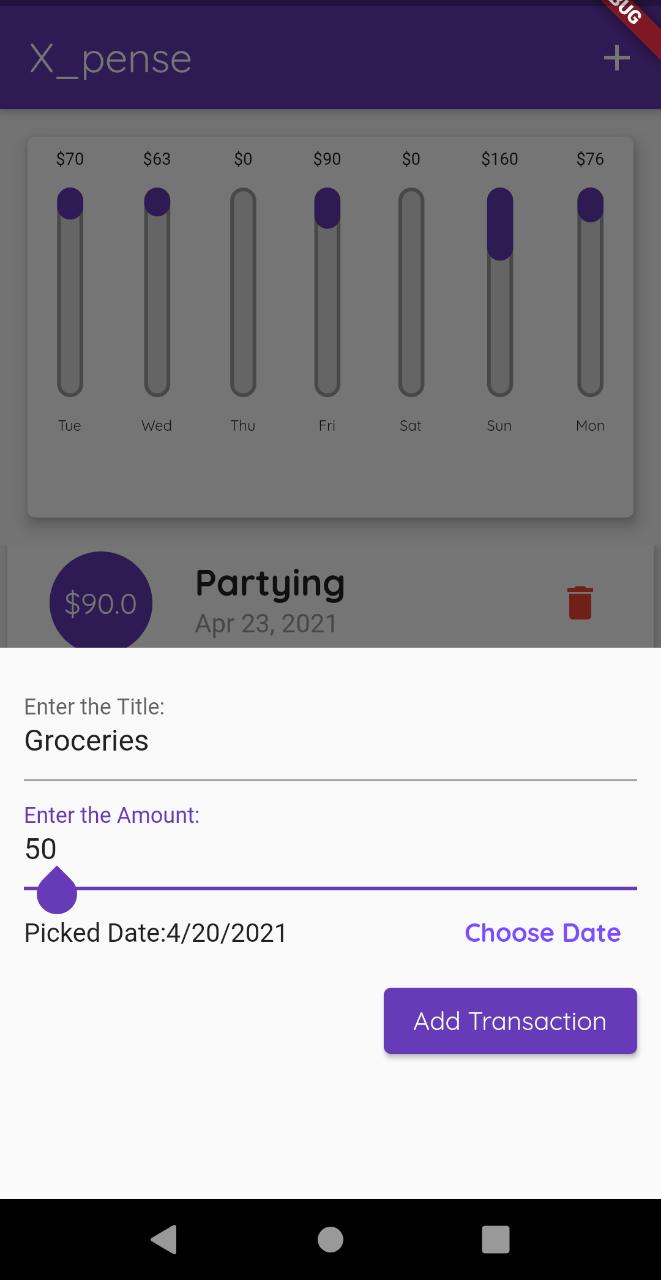 X_pense
+
$70 $63 $0 $90 $0 $160 $76
Tue Wed Thu Fri Sat Sun Mon
$90.0
Partying
Apr 23, 2021
Enter the Title:
Groceries
Enter the Amount:
50
Picked Date:4/20/2021 Choose Date
Add Transaction